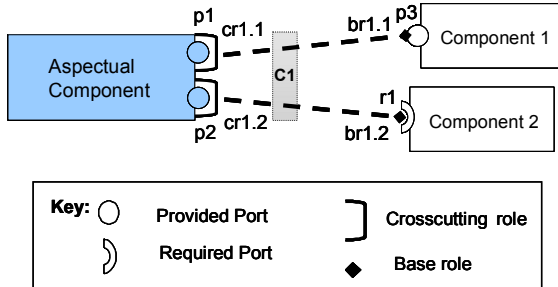 p1
cr1.1
br1.1
p3
Component 1
Aspectual
Component
C1
r1
Component 2
p2
cr1.2
br1.2
Key:
Provided Port
Crosscutting role
Required Port
Base role